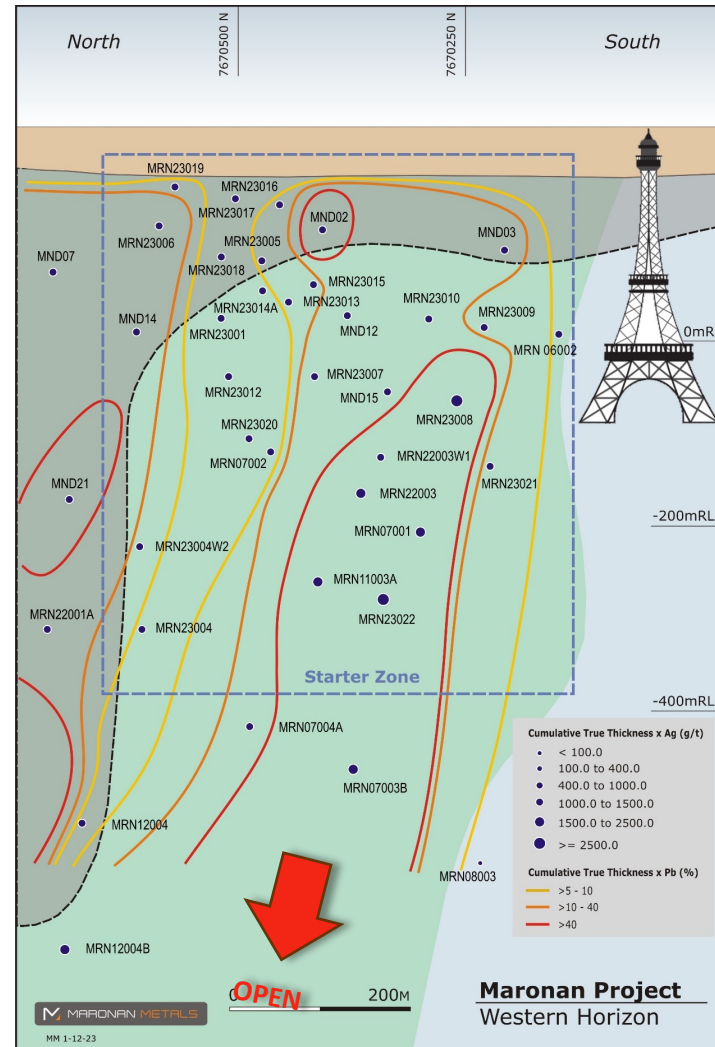 North
7670500 N
7670250 N
South
MRN23019
MRN23016
MRN23017
MND02
MRN23006
MRN23005
MND03
MND07
MRN23018
MRN23015
MRN23014A
MRN23013
MRN23010
MRN23009
MND14
MRN23001
MND12
0mR
MRN 06002
MRN23012
MRN23007
MND15
MRN23008
MRN23020
MRN07002
MRN22003W1
MRN23021
MND21
MRN22003
-200mRL
MRN07001
MRN23004W2
MRN11003A
MRN23022
MRN22001A
MRN23004
Starter Zone
-400mRL
MRN07004A
Cumulative True Thickness x Ag (g/t)
< 100.0
100.0 to 400.0
400.0 to 1000.0
1000.0 to 1500.0
1500.0 to 2500.0
>= 2500.0
MRN07003B
MRN12004
MRN08003
Cumulative True Thickness x Pb (%)
>5 - 10
>10 - 40
>40
MRN12004B
OPEN
0
200M
Maronan Project
Western Horizon
MARONAN METALS
MM 1-12-23